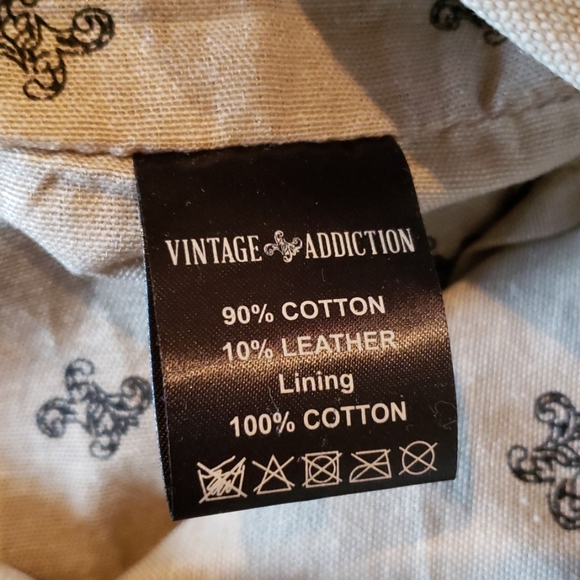 VINTAGE ADDICTION
90% COTTON
10% LEATHER
Lining
100% COTTON